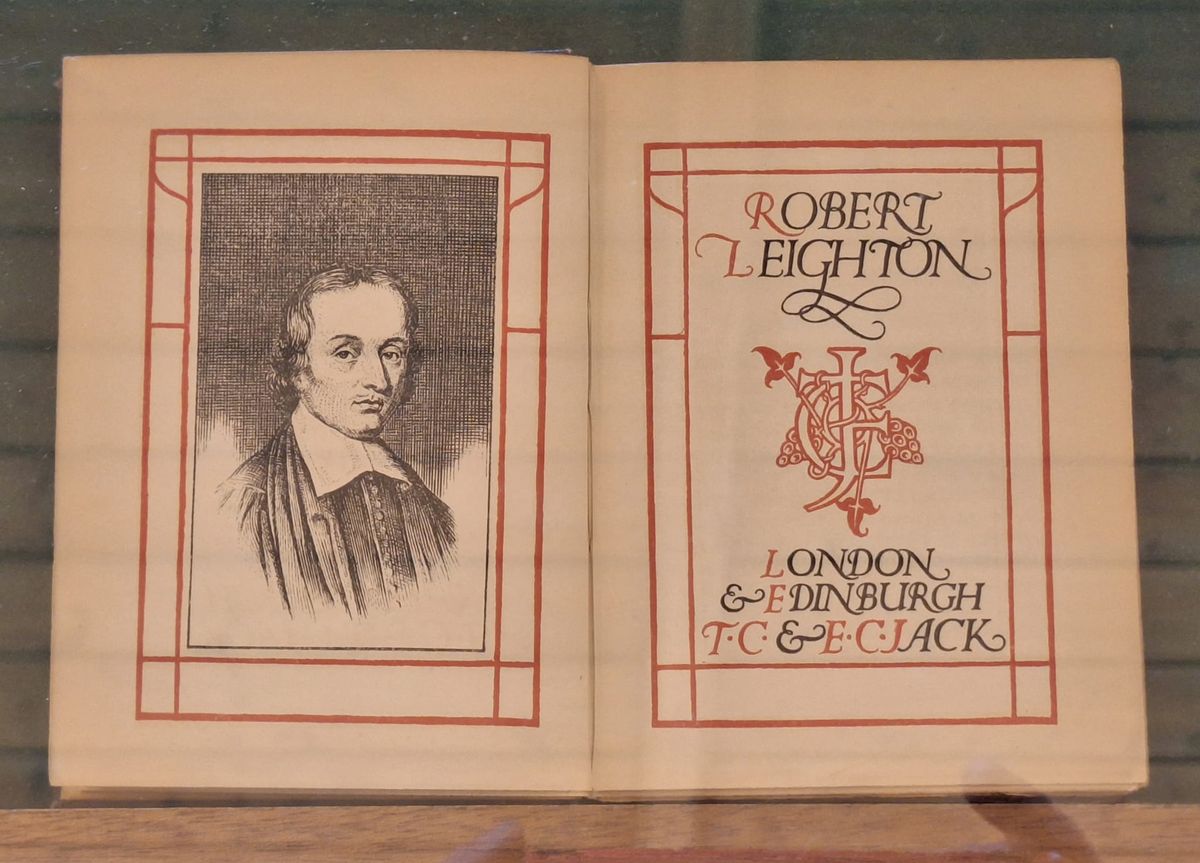 ROBERT
LEIGHTON
LONDON
& EDINBURGH
T·C· & E·C·JACK